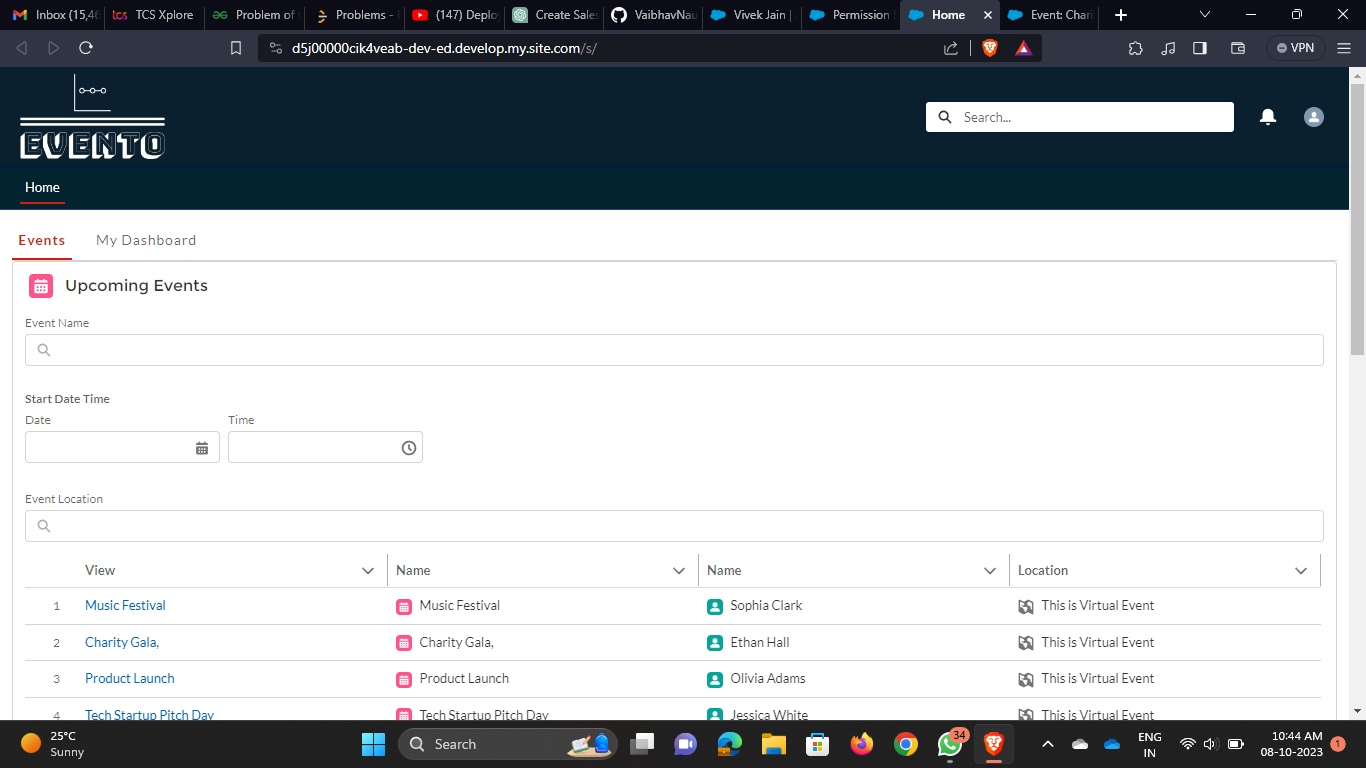 Inbox (15,46
TCS Xplore
Problem of
Problems - L
(147) Deplo
Create Sales
VaibhavNau
Vivek Jain |
Permission
Home
Event: Chari
d5j00000cik4veab-dev-ed.develop.my.site.com/s/
VPN
EVENTO
Search...
Home
Events
My Dashboard
Upcoming Events
Event Name
Start Date Time
Date
Time
Event Location
View
Name
Name
Location
1 Music Festival Music Festival Sophia Clark This is Virtual Event
2 Charity Gala, Charity Gala, Ethan Hall This is Virtual Event
3 Product Launch Product Launch Olivia Adams This is Virtual Event
4 Tech Startup Pitch Day Tech Startup Pitch Day Jessica White This is Virtual Event
25°C
Sunny
Search
34
ENG
IN
10:44 AM
08-10-2023
1